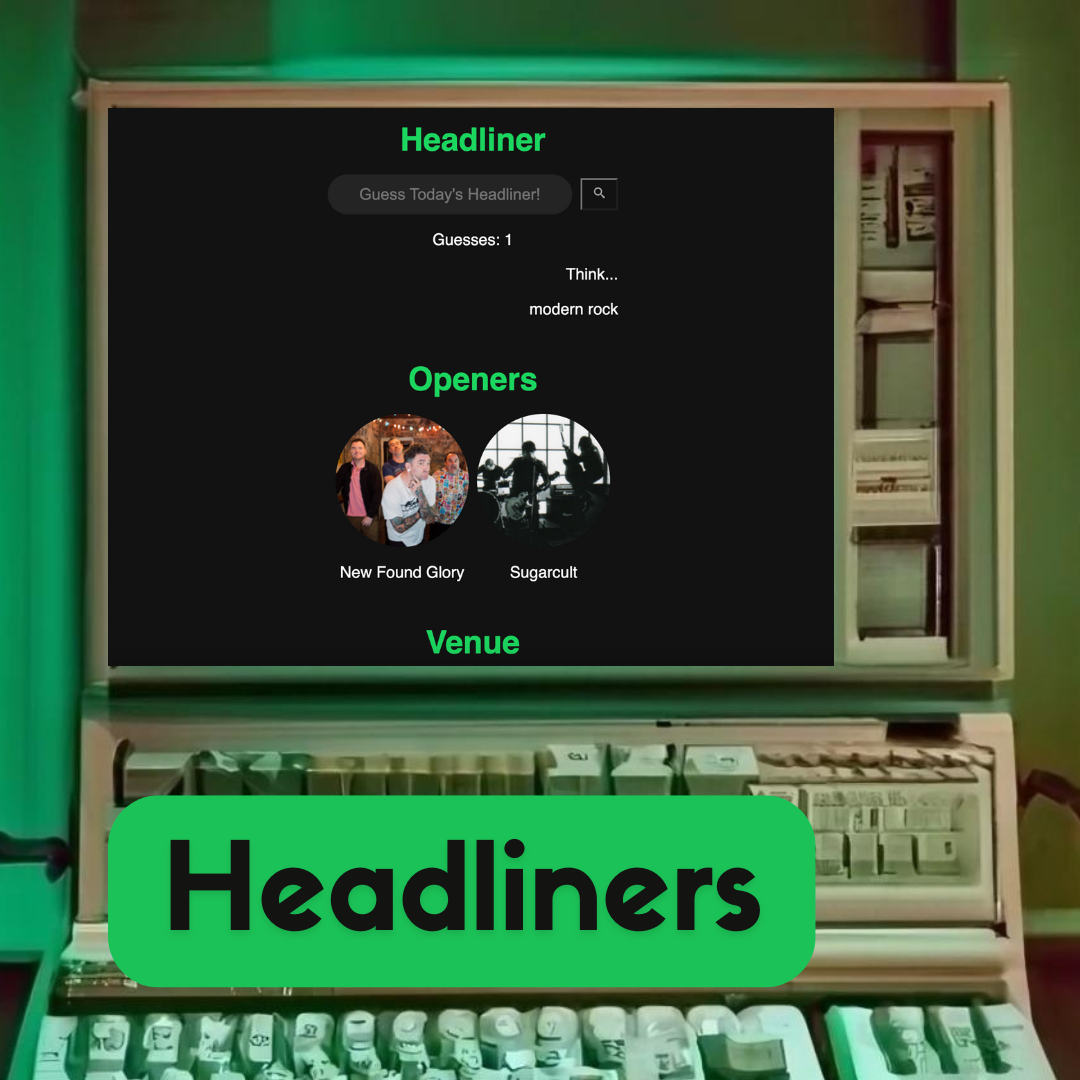 Headliner
Guess Today's Headliner!
Guesses: 1
Think...
modern rock
Openers
New Found Glory
Sugarcult
Venue
Headliners